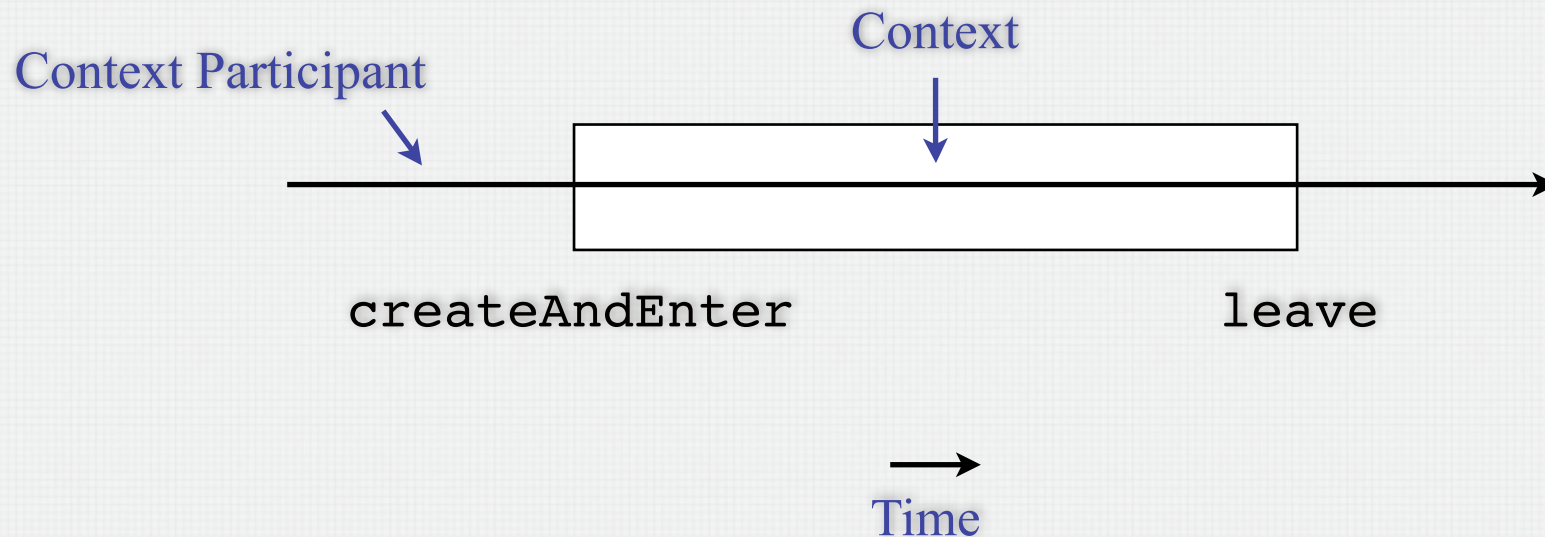 Context
Context Participant
createAndEnter
leave
Time